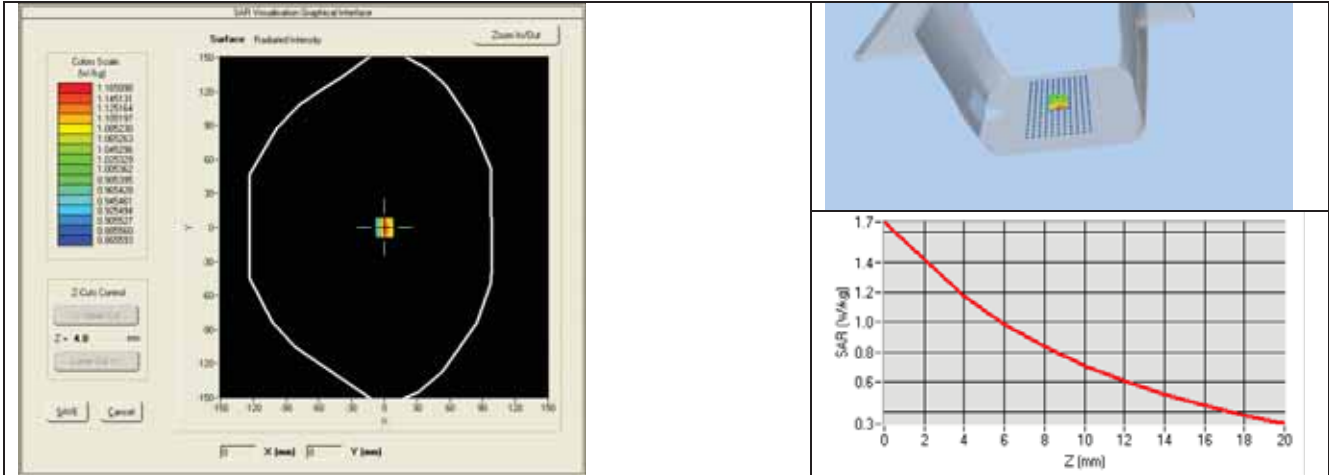 SAR Visualisation Graphical Interface
Surface Radiated Intensity
Zoom In/Out
Colors Scale
(W/Kg)
1.165098
1.145131
1.125164
1.105197
1.085230
1.065263
1.045296
1.025329
1.005362
0.985395
0.965428
0.945461
0.925494
0.905527
0.885560
0.865593
150
120
90
60
30
0
-30
-60
-90
-120
-150
Y
-150 -120 -90 -60 -30 0 30 60 90 120 150
X
Z Cuts Control
Z = 4.0 mm
SAVE Cancel
0 X (mm) 0 Y (mm)
1.7
1.4
1.2
1.0
0.8
0.6
0.3
SAR (W/kg)
0 2 4 6 8 10 12 14 16 18 20
Z (mm)